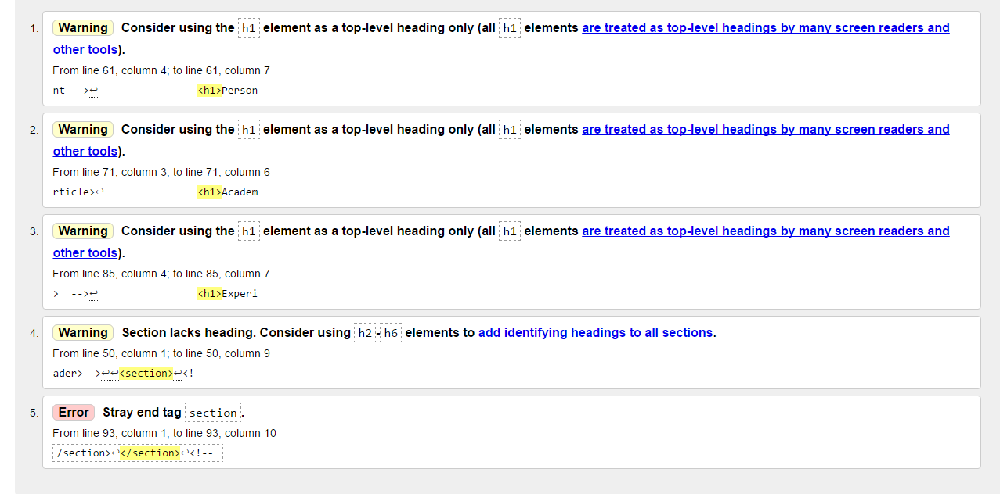 1. Warning Consider using the h1 element as a top-level heading only (all h1 elements are treated as top-level headings by many screen readers and
other tools).
From line 61, column 4; to line 61, column 7
nt -->↩ <h1>Person
2. Warning Consider using the h1 element as a top-level heading only (all h1 elements are treated as top-level headings by many screen readers and
other tools).
From line 71, column 3; to line 71, column 6
rticle>↩ <h1>Academ
3. Warning Consider using the h1 element as a top-level heading only (all h1 elements are treated as top-level headings by many screen readers and
other tools).
From line 85, column 4; to line 85, column 7
> -->↩ <h1>Experi
4. Warning Section lacks heading. Consider using h2-h6 elements to add identifying headings to all sections.
From line 50, column 1; to line 50, column 9
ader>-->↩↩<section>↩<!--
5. Error Stray end tag section.
From line 93, column 1; to line 93, column 10
/section>↩</section>↩<!--